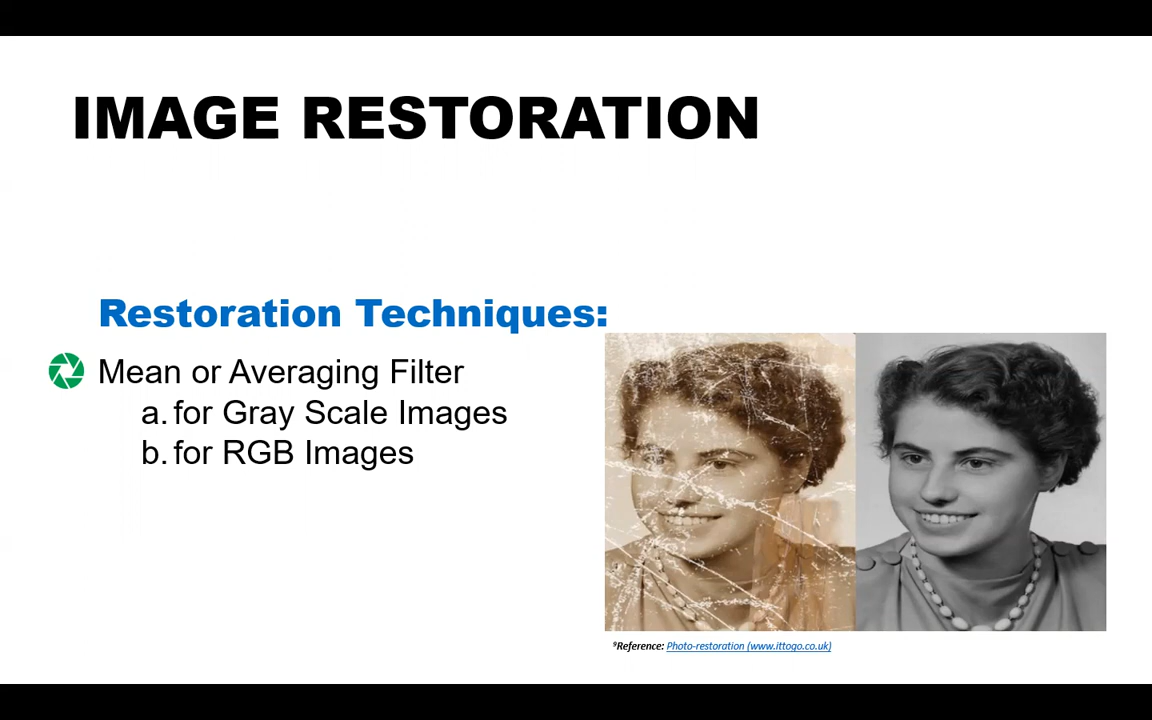 IMAGE RESTORATION
Restoration Techniques:
Mean or Averaging Filter
a. for Gray Scale Images
b. for RGB Images
*Reference: Photo-restoration (www.ittogo.co.uk)